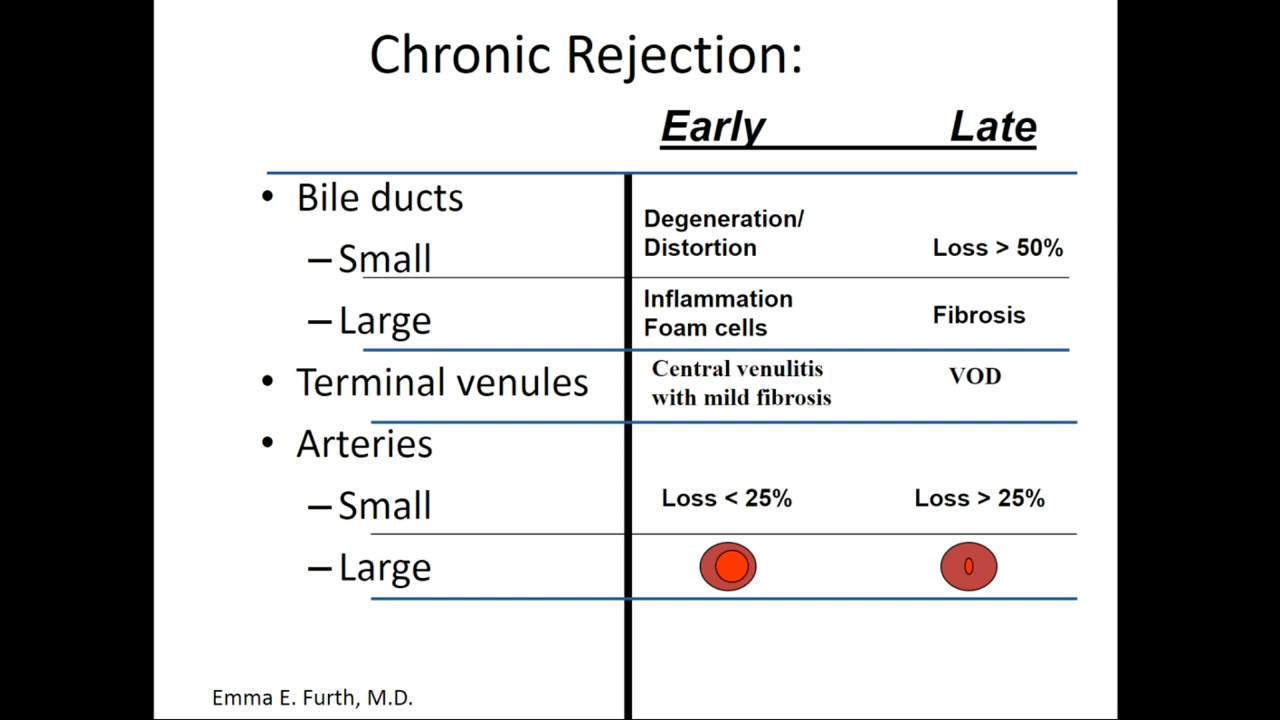 Chronic Rejection:
Early Late
• Bile ducts
– Small
Degeneration/
Distortion
Loss > 50%
– Large
Inflammation
Foam cells
Fibrosis
• Terminal venules
Central venulitis
with mild fibrosis
VOD
• Arteries
– Small
Loss < 25%
Loss > 25%
– Large
Emma E. Furth, M.D.